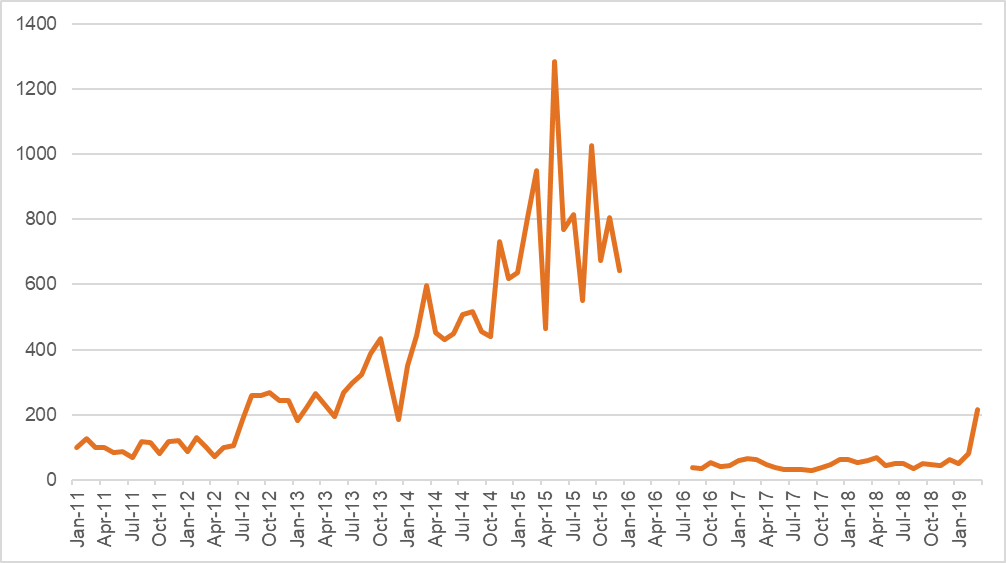 1400
1200
1000
800
600
400
200
0
Jan-11
Apr-11
Jul-11
Oct-11
Jan-12
Apr-12
Jul-12
Oct-12
Jan-13
Apr-13
Jul-13
Oct-13
Jan-14
Apr-14
Jul-14
Oct-14
Jan-15
Apr-15
Jul-15
Oct-15
Jan-16
Apr-16
Jul-16
Oct-16
Jan-17
Apr-17
Jul-17
Oct-17
Jan-18
Apr-18
Jul-18
Oct-18
Jan-19